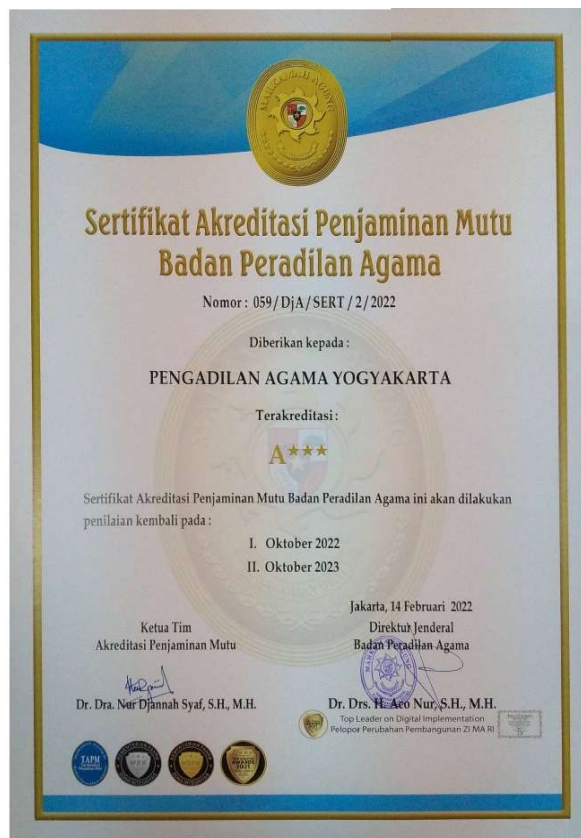 MAHKAMAH AGUNG
Sertifikat Akreditasi Penjaminan Mutu
Badan Peradilan Agama
Nomor : 059/DjA/SERT/2/2022
Diberikan kepada :
PENGADILAN AGAMA YOGYAKARTA
Terakreditasi :
A★★★
Sertifikat Akreditasi Penjaminan Mutu Badan Peradilan Agama ini akan dilakukan
penilaian kembali pada :
I. Oktober 2022
II. Oktober 2023
Jakarta, 14 Februari 2022
Ketua Tim
Akreditasi Penjaminan Mutu
Direktur Jenderal
Badan Peradilan Agama
Dr. Dra. Nur Djannah Syaf, S.H., M.H.
Dr. Drs. H. Aco Nur, S.H., M.H.
Top Leader on Digital Implementation
Pelopor Perubahan Pembangunan ZI MA RI
TAPM